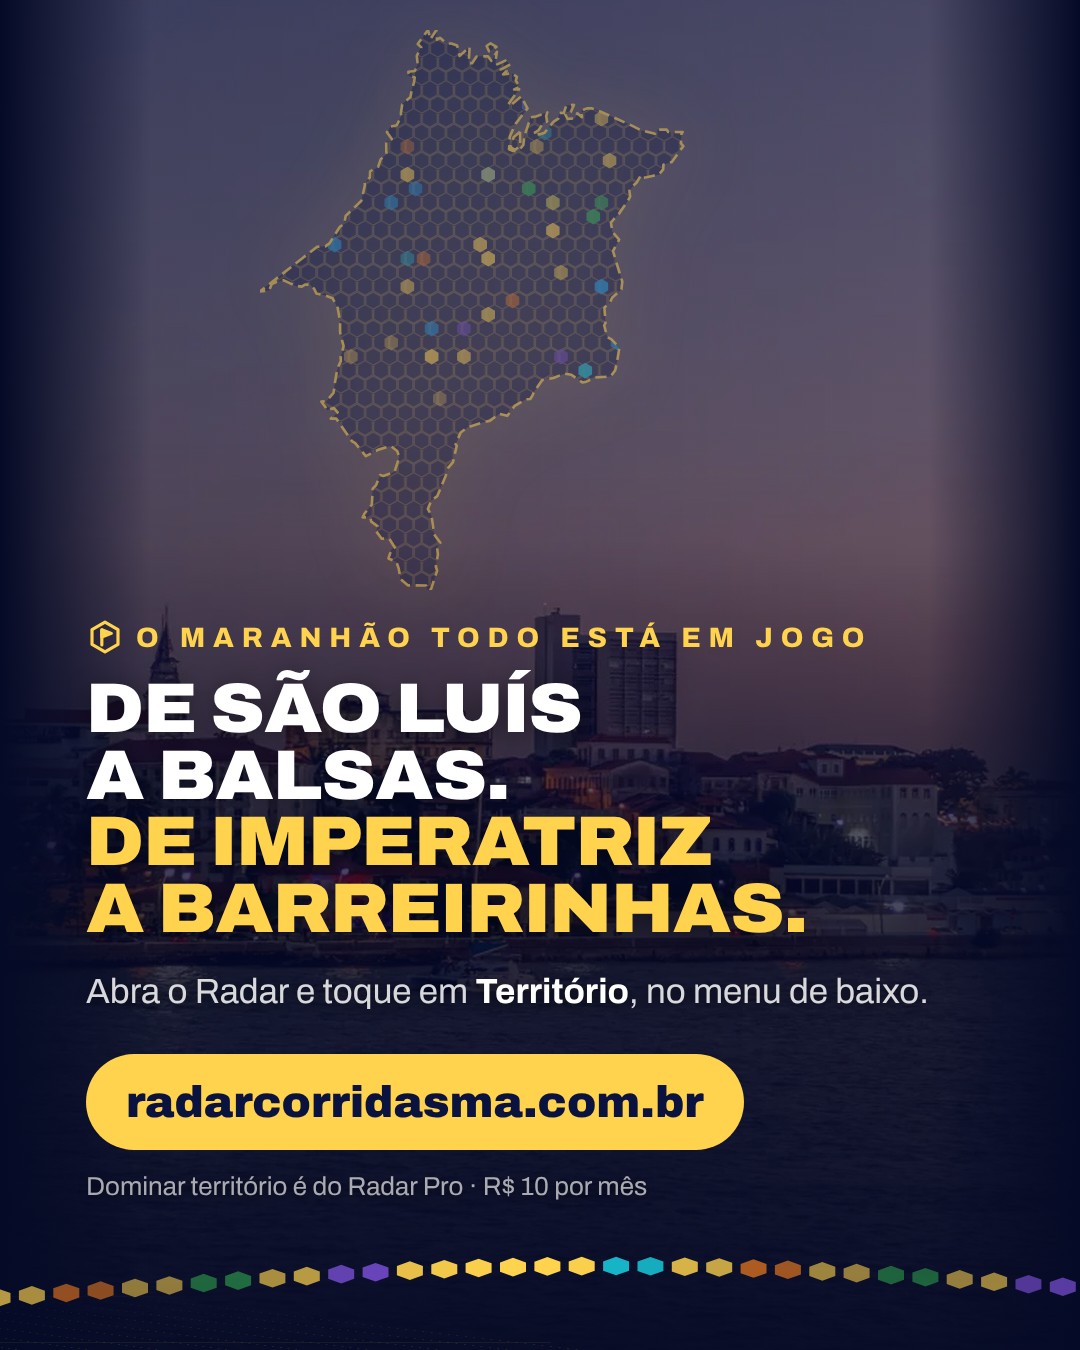 O MARANHÃO TODO ESTÁ EM JOGO
DE SÃO LUÍS
A BALSAS.
DE IMPERATRIZ
A BARREIRINHAS.
Abra o Radar e toque em Território, no menu de baixo.
radarcorridasma.com.br
Dominar território é do Radar Pro · R$ 10 por mês